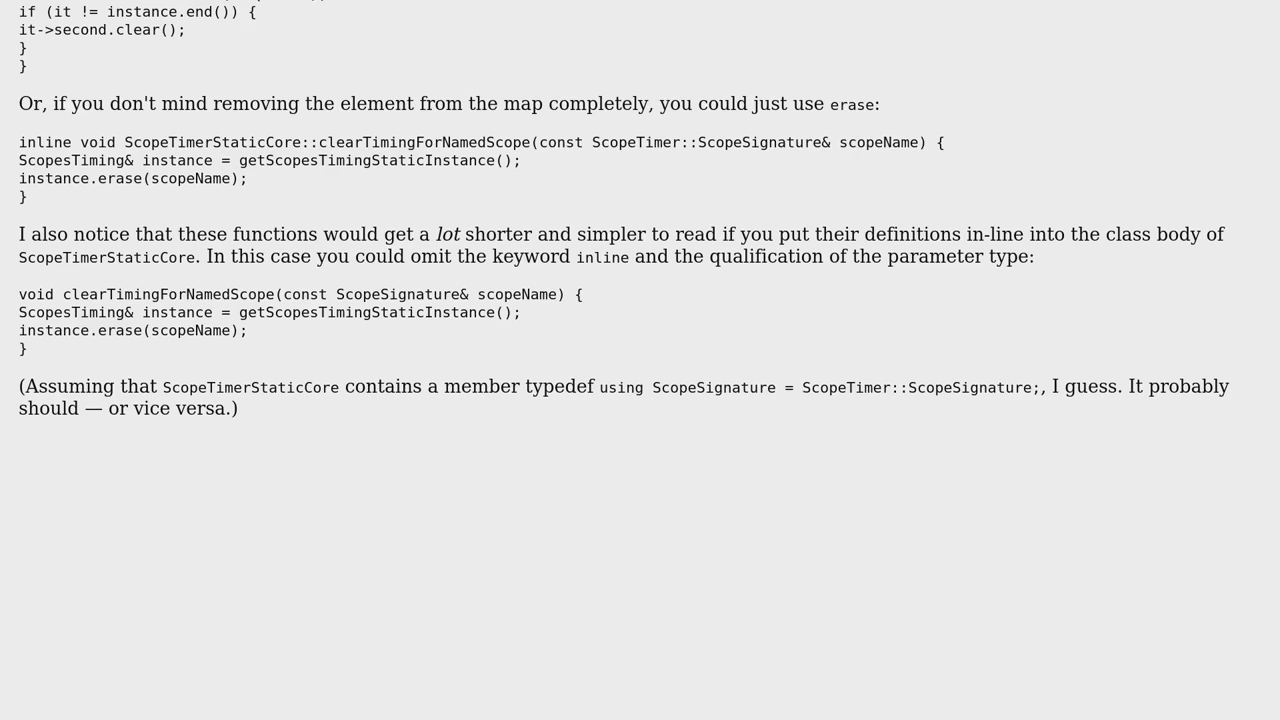 if (it != instance.end()) {
it->second.clear();
}
}
Or, if you don't mind removing the element from the map completely, you could just use erase:
inline void ScopeTimerStaticCore::clearTimingForNamedScope(const ScopeTimer::ScopeSignature& scopeName) {
ScopesTiming& instance = getScopesTimingStaticInstance();
instance.erase(scopeName);
}
I also notice that these functions would get a lot shorter and simpler to read if you put their definitions in-line into the class body of
ScopeTimerStaticCore. In this case you could omit the keyword inline and the qualification of the parameter type:
void clearTimingForNamedScope(const ScopeSignature& scopeName) {
ScopesTiming& instance = getScopesTimingStaticInstance();
instance.erase(scopeName);
}
(Assuming that ScopeTimerStaticCore contains a member typedef using ScopeSignature = ScopeTimer::ScopeSignature;, I guess. It probably
should — or vice versa.)